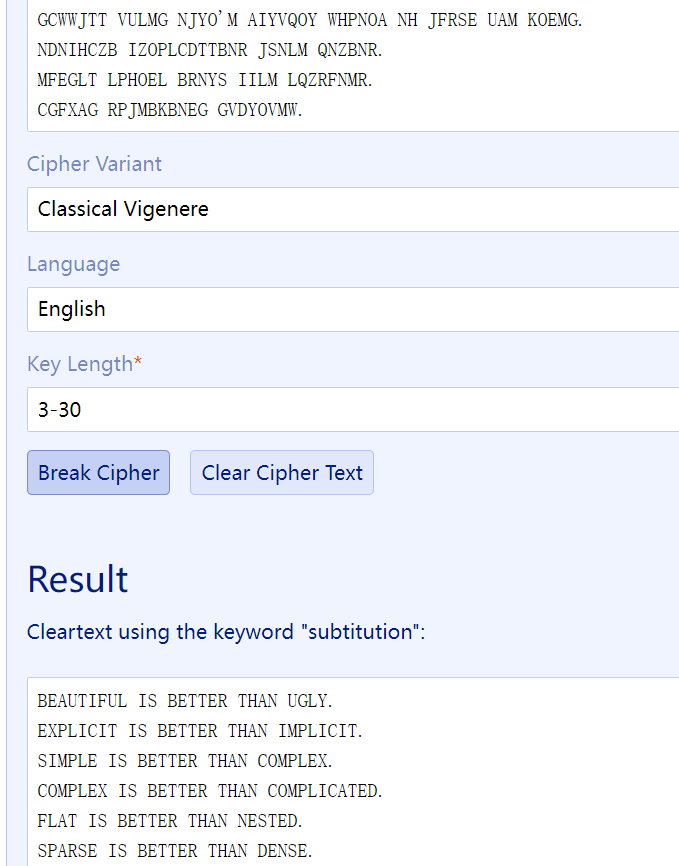 GCWWJTT VULMG NJYO'M AIYVQOY WHPNOA NH JFRSE UAM KOEMG.
NDNIHCZB IZOPLCDTTBNR JSNLM QNZBNR.
MFEGLT LPHOEL BRNYS IILM LQZRFNMR.
CGFXAG RPJMBKBNEG GVDYOVMW.
Cipher Variant
Classical Vigenere
Language
English
Key Length*
3-30
Break Cipher Clear Cipher Text
Result
Cleartext using the keyword "subtitution":
BEAUTIFUL IS BETTER THAN UGLY.
EXPLICIT IS BETTER THAN IMPLICIT.
SIMPLE IS BETTER THAN COMPLEX.
COMPLEX IS BETTER THAN COMPLICATED.
FLAT IS BETTER THAN NESTED.
SPARSE IS BETTER THAN DENSE.